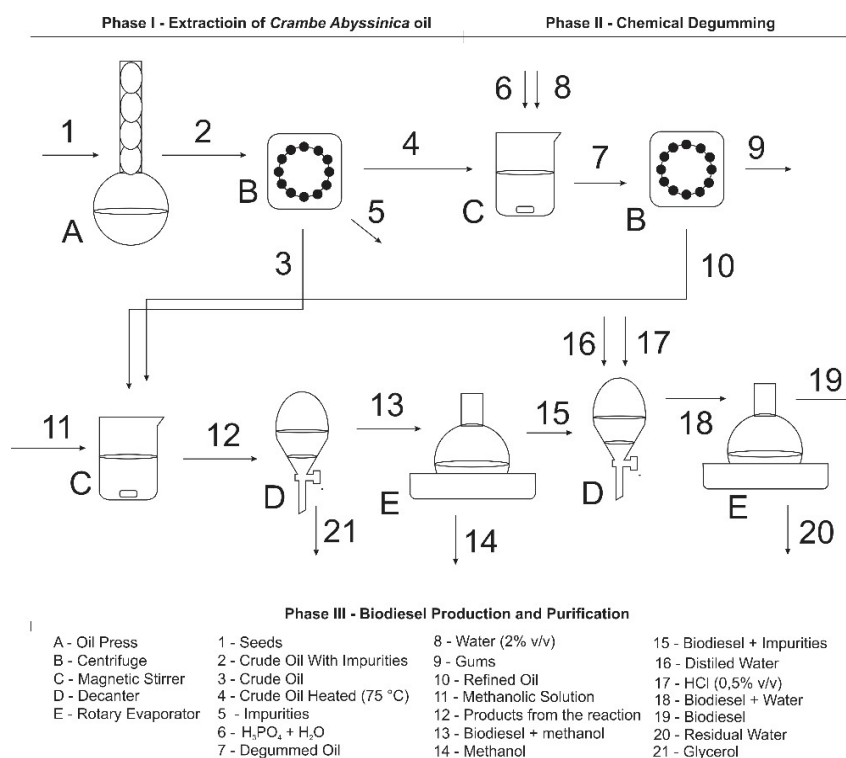 Phase I - Extractioin of Crambe Abyssinica oil
Phase II - Chemical Degumming
6
8
1
2
4
7
9
B
5
C
B
A
3
10
16
17
11
12
13
15
18
19
C
D
E
D
E
21
14
20
Phase III - Biodiesel Production and Purification
A - Oil Press
B - Centrifuge
C - Magnetic Stirrer
D - Decanter
E - Rotary Evaporator
1 - Seeds
2 - Crude Oil With Impurities
3 - Crude Oil
4 - Crude Oil Heated (75 °C)
5 - Impurities
6 - H₃PO₄ + H₂O
7 - Degummed Oil
8 - Water (2% v/v)
9 - Gums
10 - Refined Oil
11 - Methanolic Solution
12 - Products from the reaction
13 - Biodiesel + methanol
14 - Methanol
15 - Biodiesel + Impurities
16 - Distiled Water
17 - HCl (0,5% v/v)
18 - Biodiesel + Water
19 - Biodiesel
20 - Residual Water
21 - Glycerol